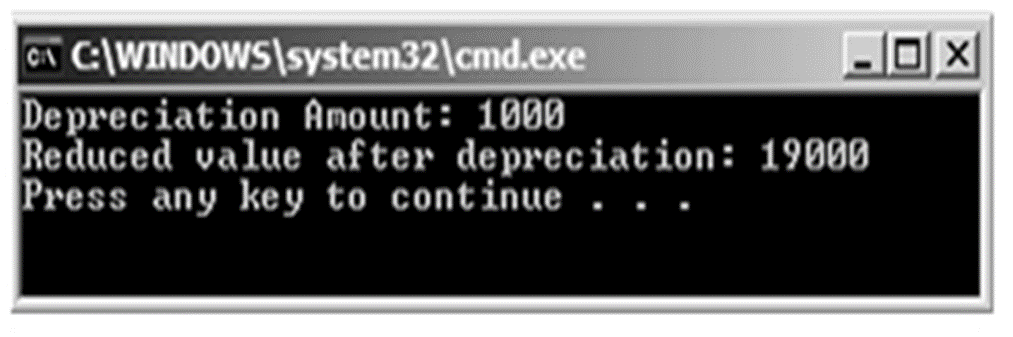 C:\WINDOWS\system32\cmd.exe
Depreciation Amount: 1000
Reduced value after depreciation: 19000
Press any key to continue . . .